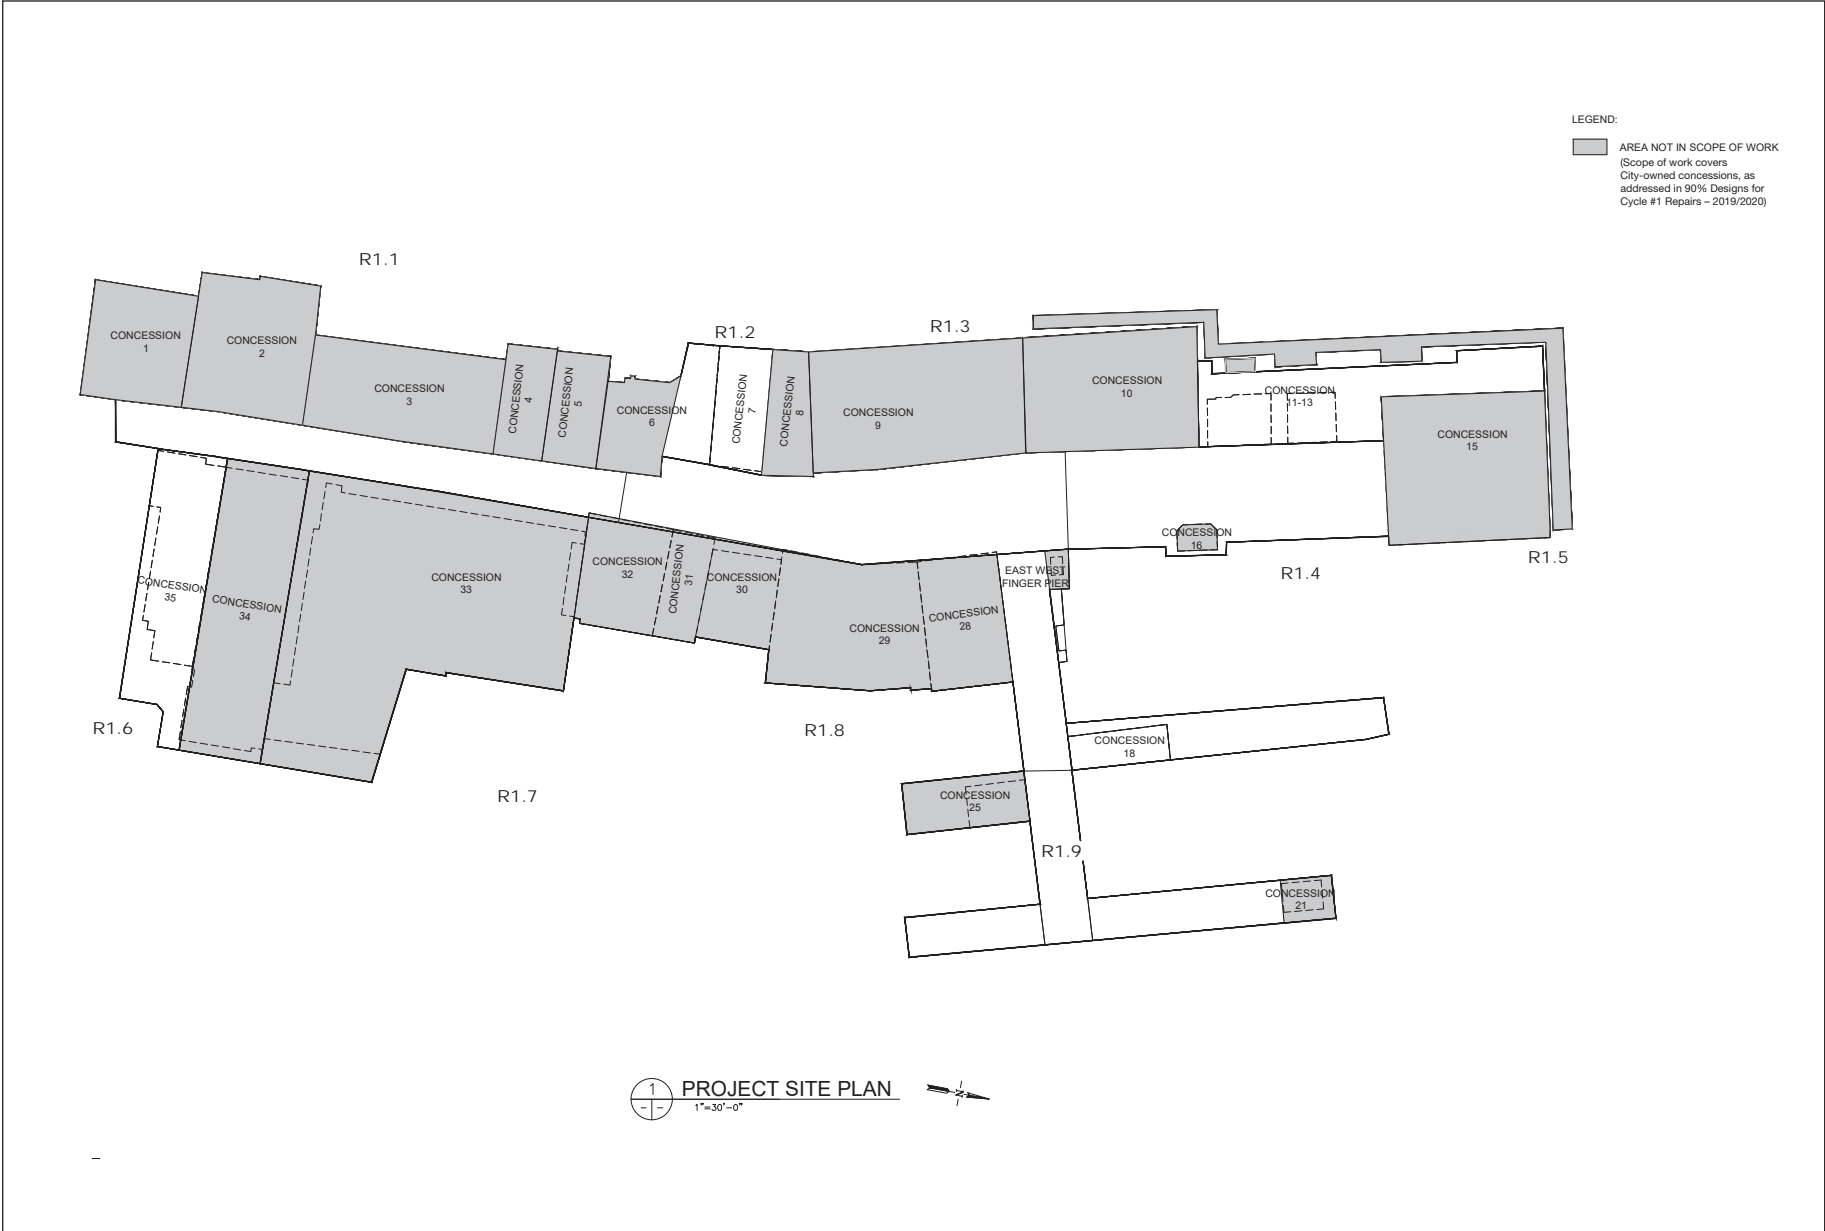 LEGEND:
AREA NOT IN SCOPE OF WORK
(Scope of work covers
City-owned concessions, as
addressed in 90% Designs for
Cycle #1 Repairs – 2019/2020)
R1.1
R1.2
R1.3
CONCESSION
1
CONCESSION
2
CONCESSION
3
CONCESSION
4
CONCESSION
5
CONCESSION
6
CONCESSION
7
CONCESSION
8
CONCESSION
9
CONCESSION
10
CONCESSION
11-13
CONCESSION
15
CONCESSION
16
R1.4
R1.5
CONCESSION
35
CONCESSION
34
CONCESSION
33
CONCESSION
32
CONCESSION
31
CONCESSION
30
CONCESSION
29
CONCESSION
28
EAST WEST
FINGER PIER
R1.6
R1.7
R1.8
CONCESSION
18
CONCESSION
25
R1.9
CONCESSION
21
1
PROJECT SITE PLAN
1"=30'-0"
N